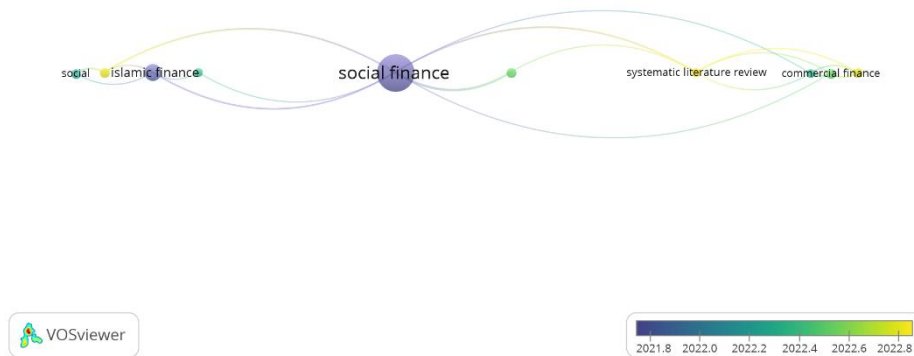 social
islamic finance
social finance
systematic literature review
commercial finance
VOSviewer
2021.8 2022.0 2022.2 2022.4 2022.6 2022.8